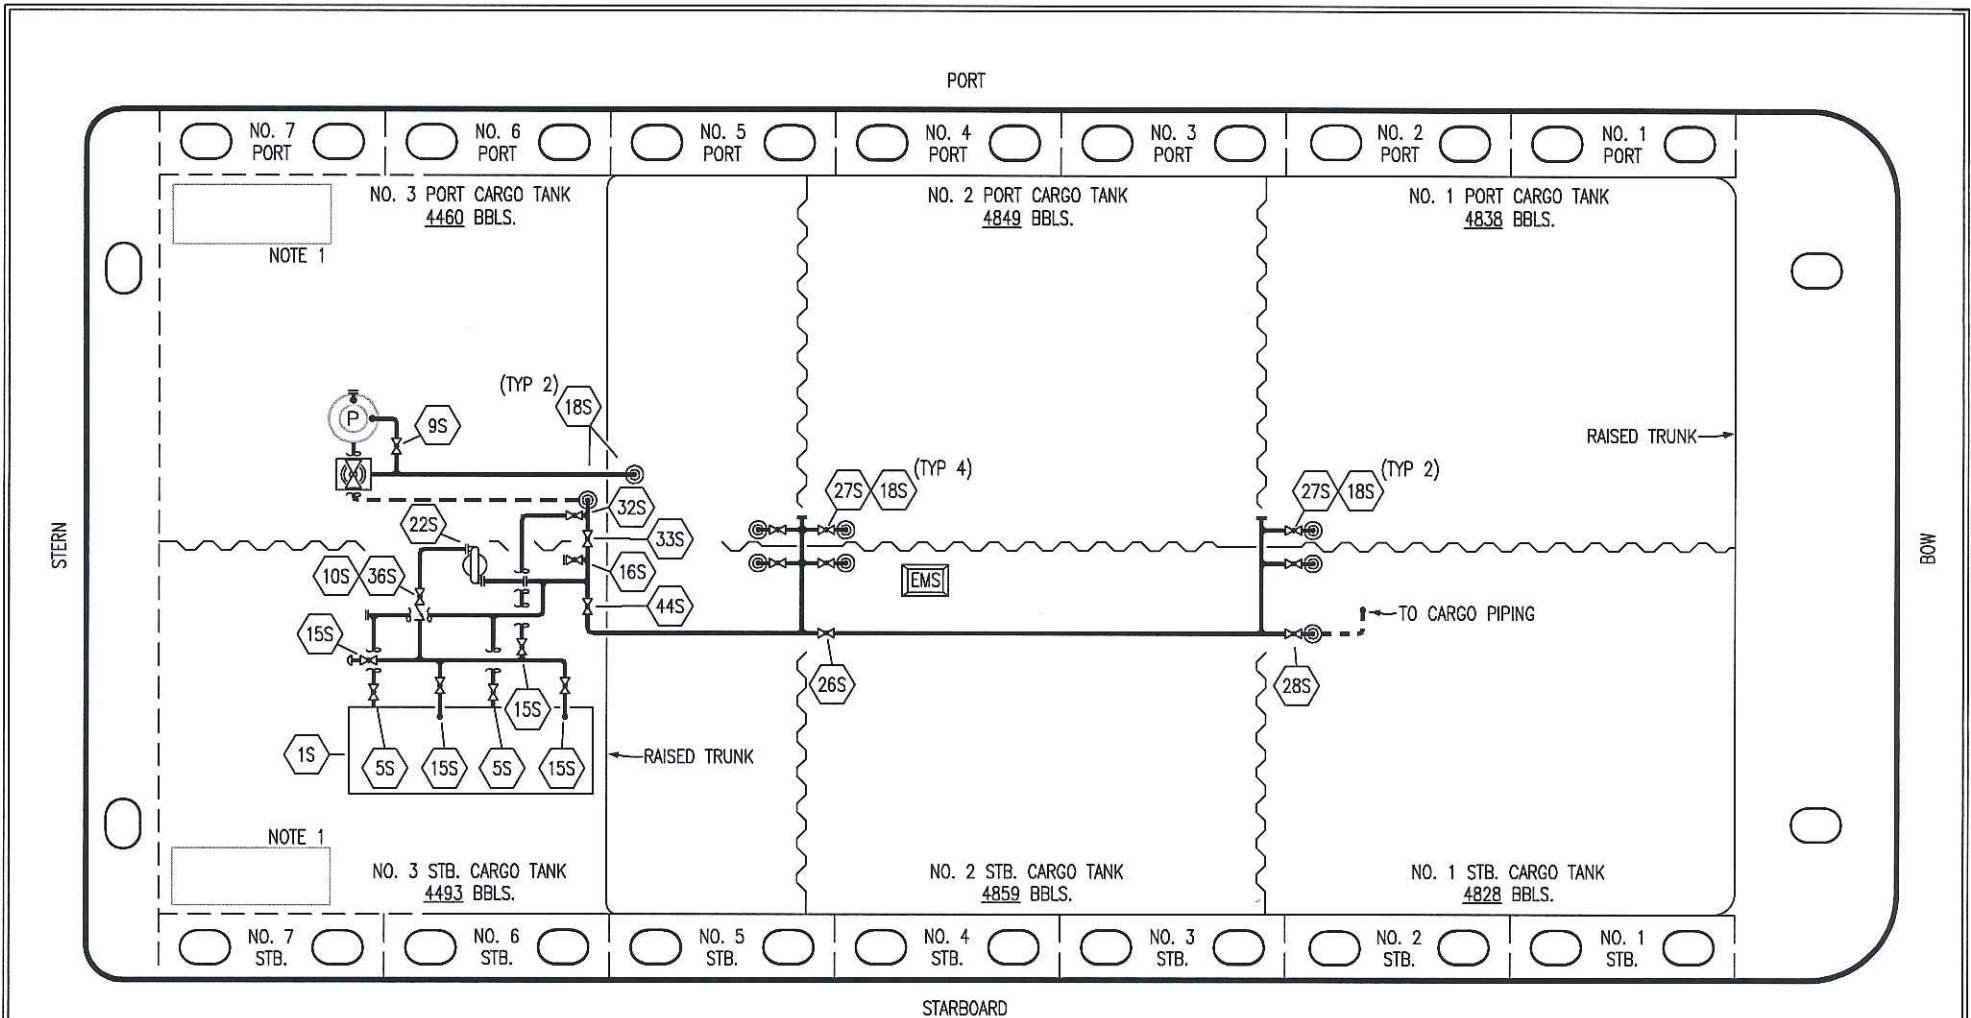 PORT
NO. 7
PORT
NO. 6
PORT
NO. 5
PORT
NO. 4
PORT
NO. 3
PORT
NO. 2
PORT
NO. 1
PORT
NO. 3 PORT CARGO TANK
4460 BBLS.
NO. 2 PORT CARGO TANK
4849 BBLS.
NO. 1 PORT CARGO TANK
4838 BBLS.
NOTE 1
(TYP 2)
18S
P
9S
RAISED TRUNK
27S 18S (TYP 4)
27S 18S (TYP 2)
32S
22S
33S
STERN
BOW
10S 36S
16S
EMS
44S
TO CARGO PIPING
15S
26S
28S
15S
1S
5S
15S
5S
15S
RAISED TRUNK
NOTE 1
NO. 3 STB. CARGO TANK
4493 BBLS.
NO. 2 STB. CARGO TANK
4859 BBLS.
NO. 1 STB. CARGO TANK
4828 BBLS.
NO. 7
STB.
NO. 6
STB.
NO. 5
STB.
NO. 4
STB.
NO. 3
STB.
NO. 2
STB.
NO. 1
STB.
STARBOARD